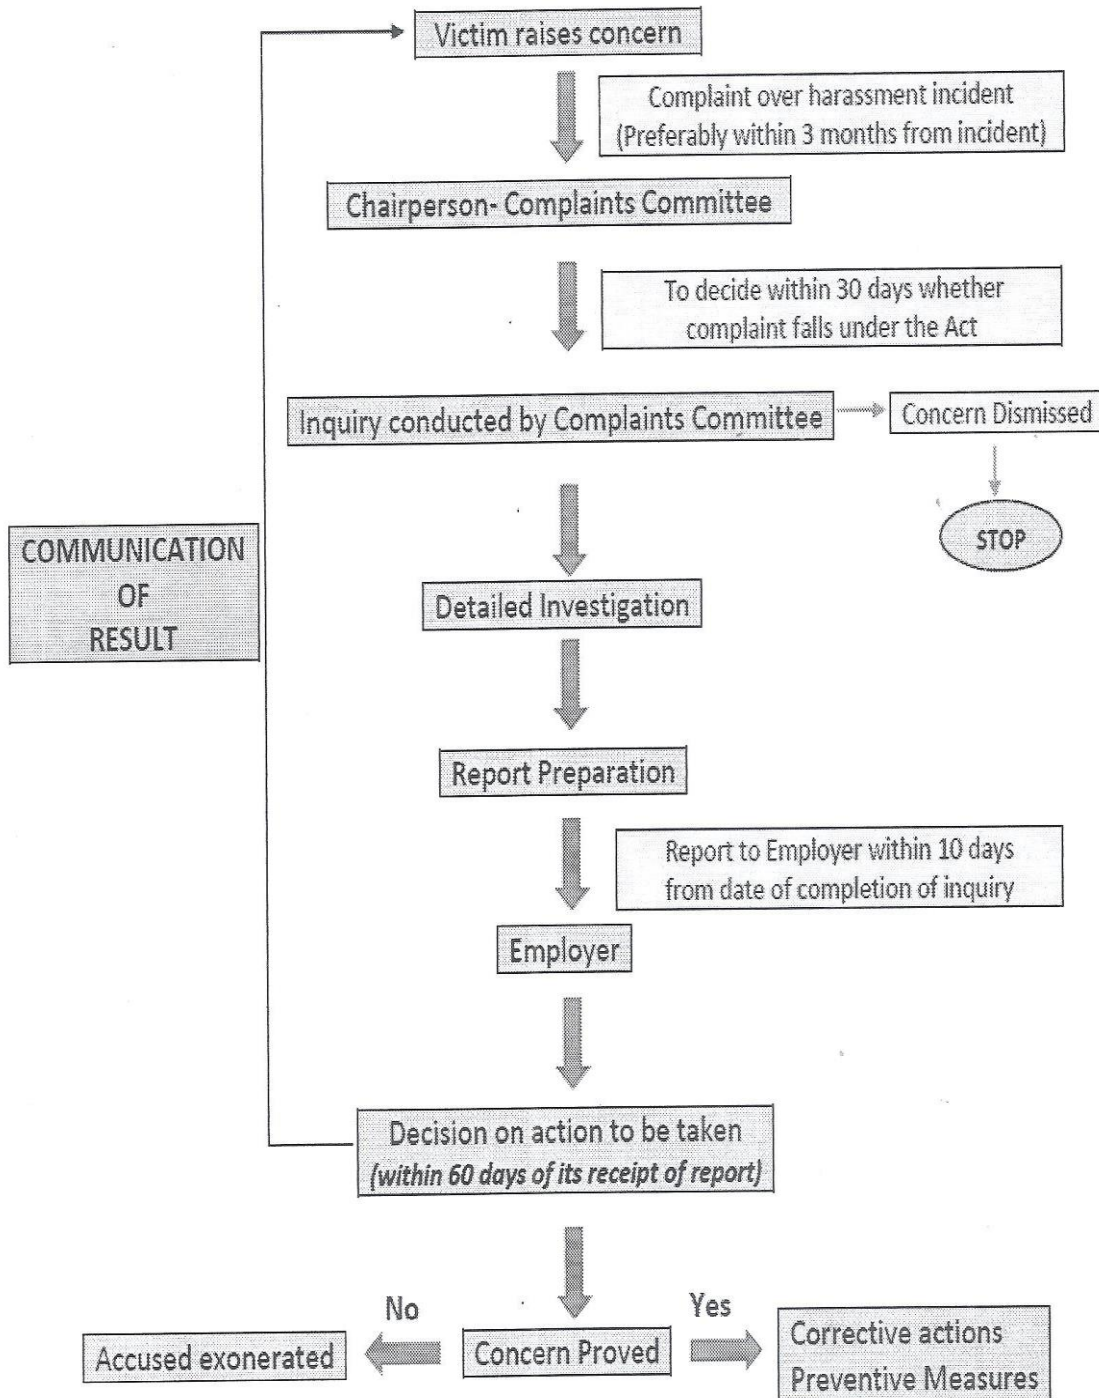 Victim raises concern
Complaint over harassment incident
(Preferably within 3 months from incident)
Chairperson- Complaints Committee
To decide within 30 days whether
complaint falls under the Act
Inquiry conducted by Complaints Committee
Concern Dismissed
STOP
COMMUNICATION
OF
RESULT
Detailed Investigation
Report Preparation
Report to Employer within 10 days
from date of completion of inquiry
Employer
Decision on action to be taken
(within 60 days of its receipt of report)
No
Yes
Accused exonerated
Concern Proved
Corrective actions
Preventive Measures